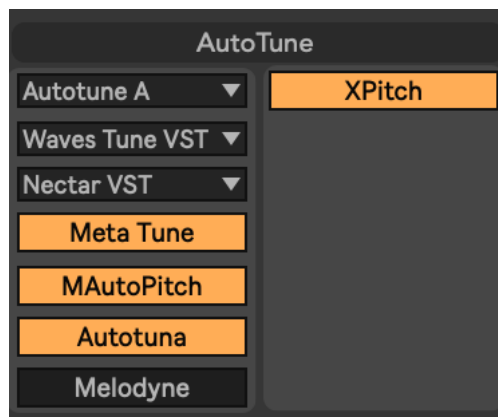 AutoTune
Autotune A
XPitch
Waves Tune VST
Nectar VST
Meta Tune
MAutoPitch
Autotuna
Melodyne